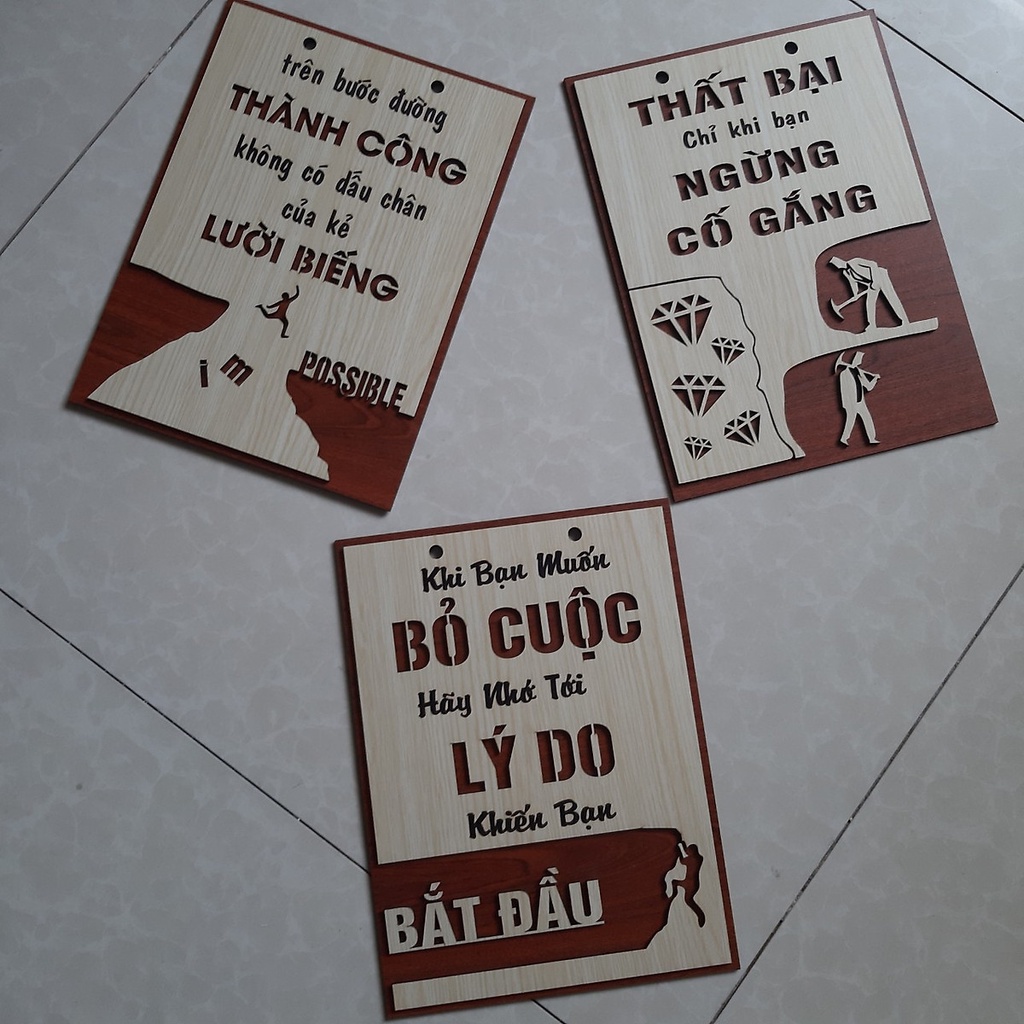 trên bước đường
THÀNH CÔNG
không có dấu chân
của kẻ
LƯỜI BIẾNG
i m POSSIBLE
THẤT BẠI
Chỉ khi bạn
NGỪNG
CỐ GẮNG
Khi Bạn Muốn
BỎ CUỘC
Hãy Nhớ Tới
LÝ DO
Khiến Bạn
BẮT ĐẦU